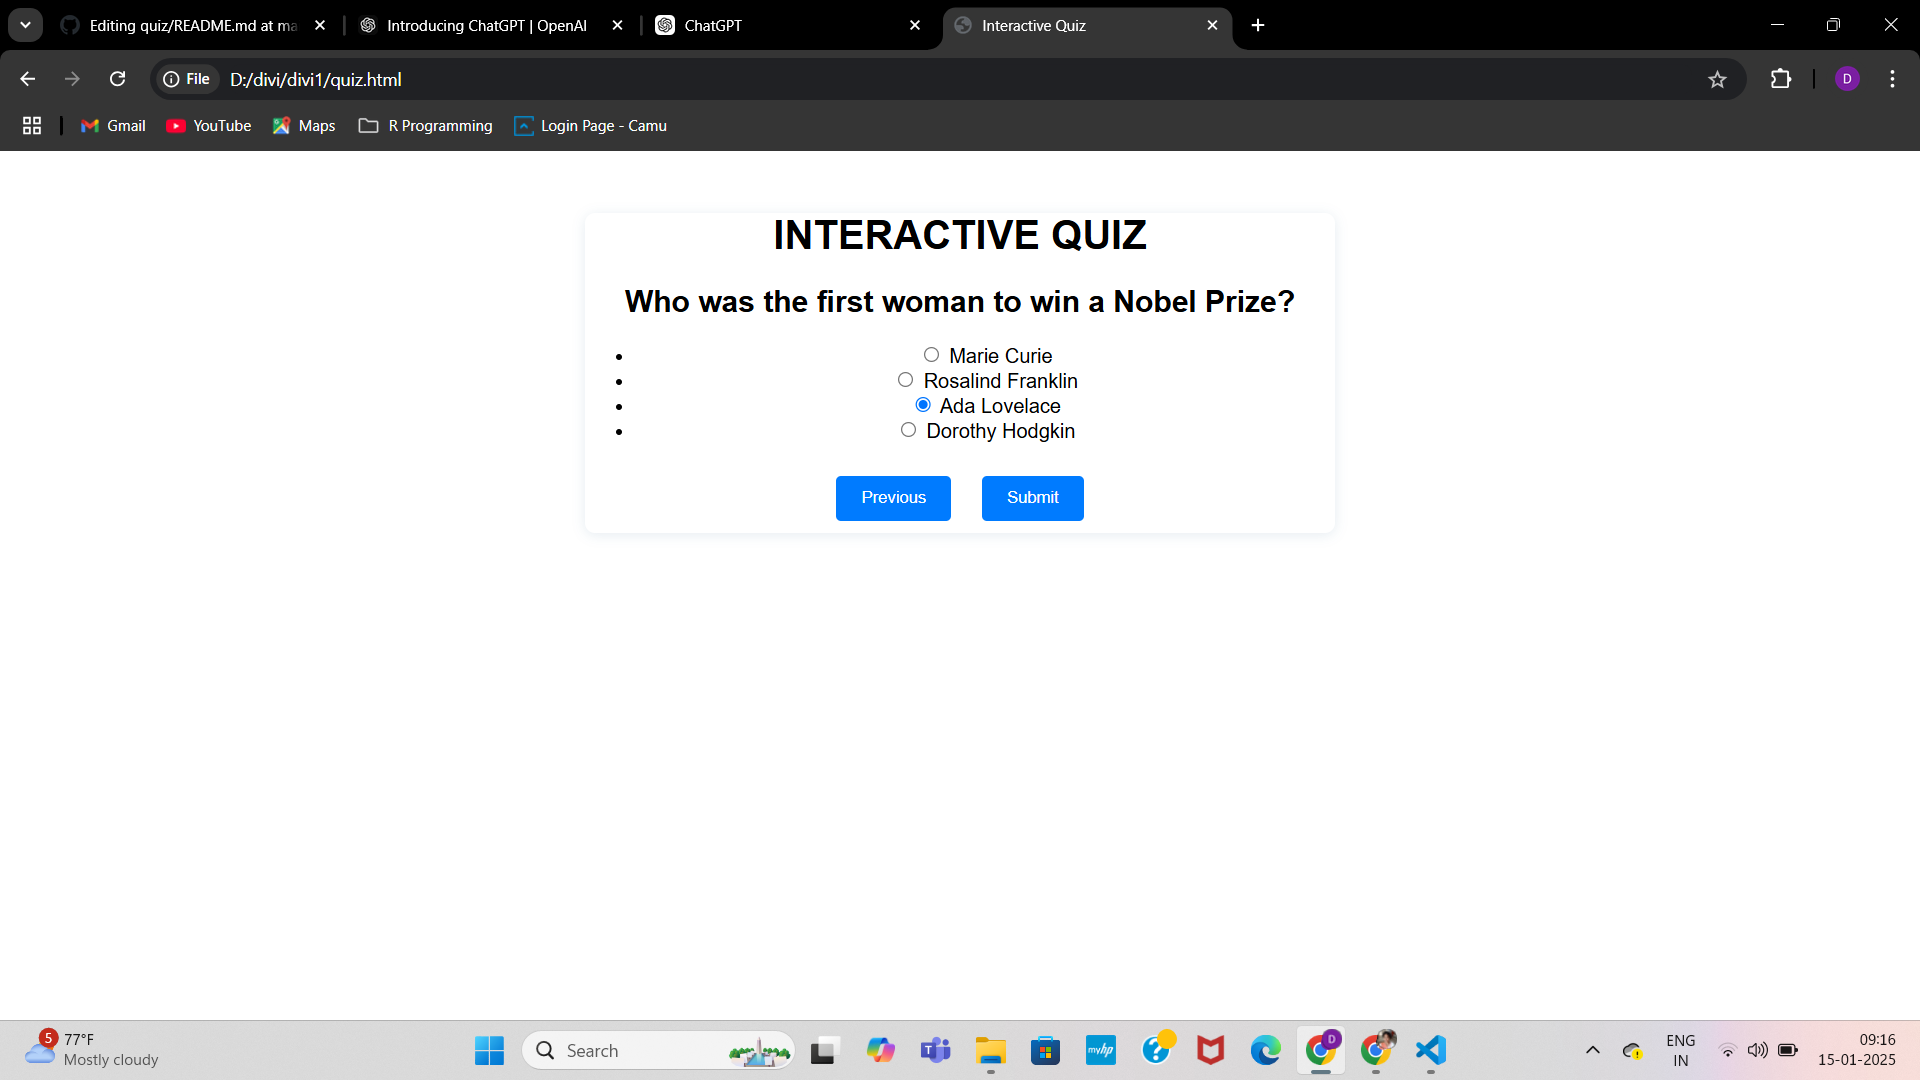 Editing quiz/README.md at ma
Introducing ChatGPT | OpenAI
ChatGPT
Interactive Quiz
File
D:/divi/divi1/quiz.html
D
Gmail
YouTube
Maps
R Programming
Login Page - Camu
INTERACTIVE QUIZ
Who was the first woman to win a Nobel Prize?
Marie Curie
Rosalind Franklin
Ada Lovelace
Dorothy Hodgkin
Previous
Submit
5
77°F
Mostly cloudy
Search
myhp
D
ENG
IN
09:16
15-01-2025